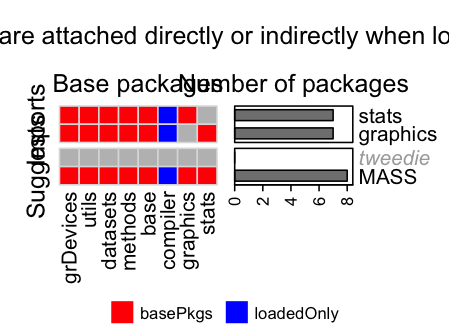 are attached directly or indirectly when lo
Base packages
Number of packages
Imports
Suggests
stats
graphics
tweedie
MASS
grDevices
utils
datasets
methods
base
compiler
graphics
stats
0 2 4 6 8
basePkgs
loadedOnly